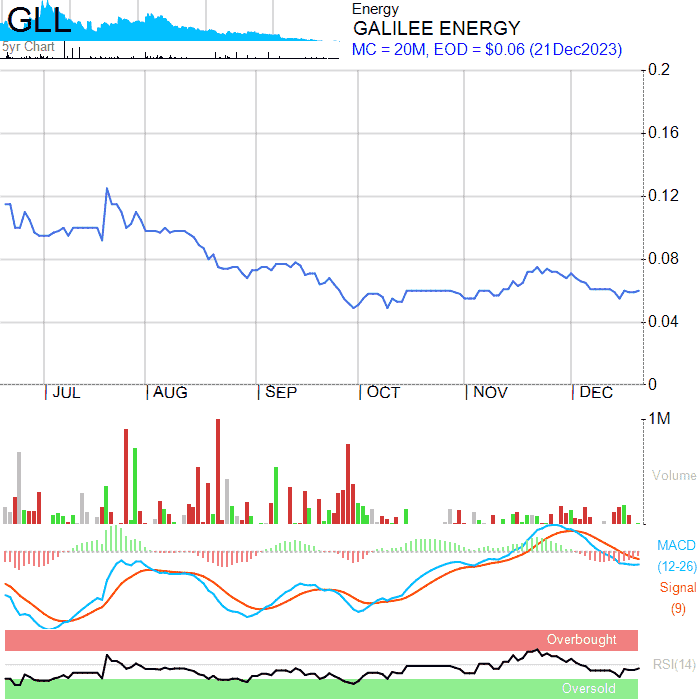 GLL
5yr Chart
Energy
GALILEE ENERGY
MC = 20M, EOD = $0.06 (21Dec2023)
0.2
0.16
0.12
0.08
0.04
0
JUL AUG SEP OCT NOV DEC
1M
Volume
MACD
(12-26)
Signal
(9)
Overbought
RSI(14)
Oversold